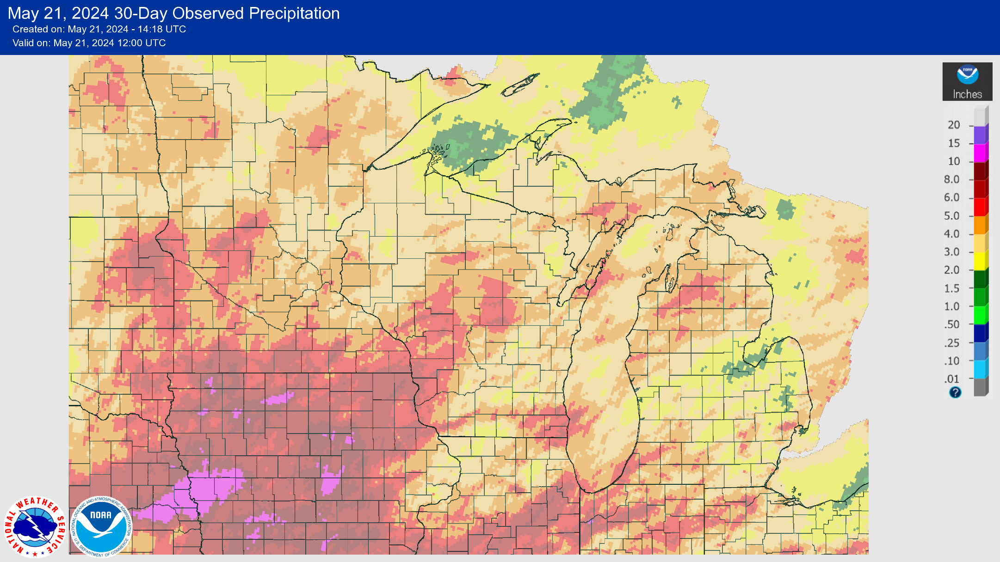 May 21, 2024 30-Day Observed Precipitation
Created on: May 21, 2024 - 14:18 UTC
Valid on: May 21, 2024 12:00 UTC
NOAA
Inches
20
15
10
8.0
6.0
5.0
4.0
3.0
2.0
1.5
1.0
.50
.25
.10
.01
?
NATIONAL WEATHER SERVICE
NATIONAL OCEANIC AND ATMOSPHERIC ADMINISTRATION
NOAA
U.S. DEPARTMENT OF COMMERCE